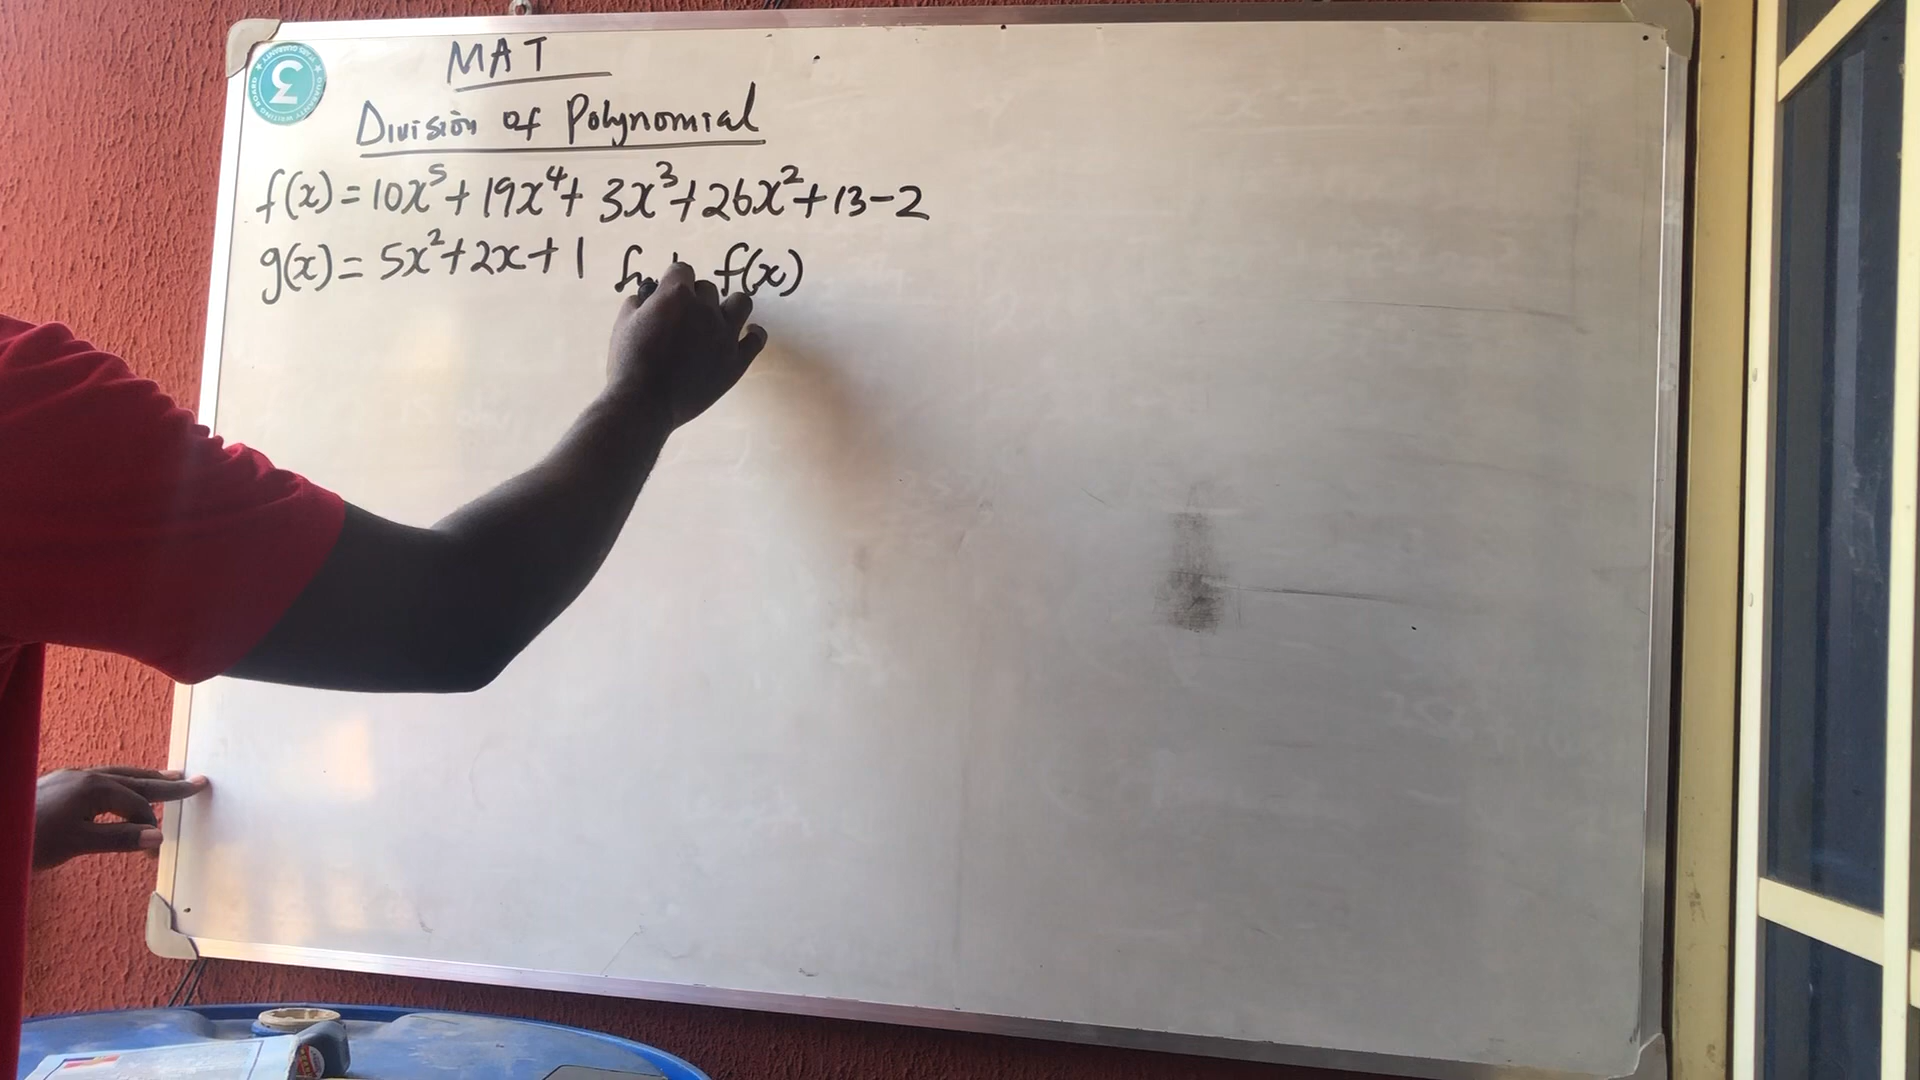 MAT
Division of Polynomial
f(x) = 10x⁵ + 19x⁴ + 3x³ + 26x² + 13 - 2
g(x) = 5x² + 2x + 1 f(x)